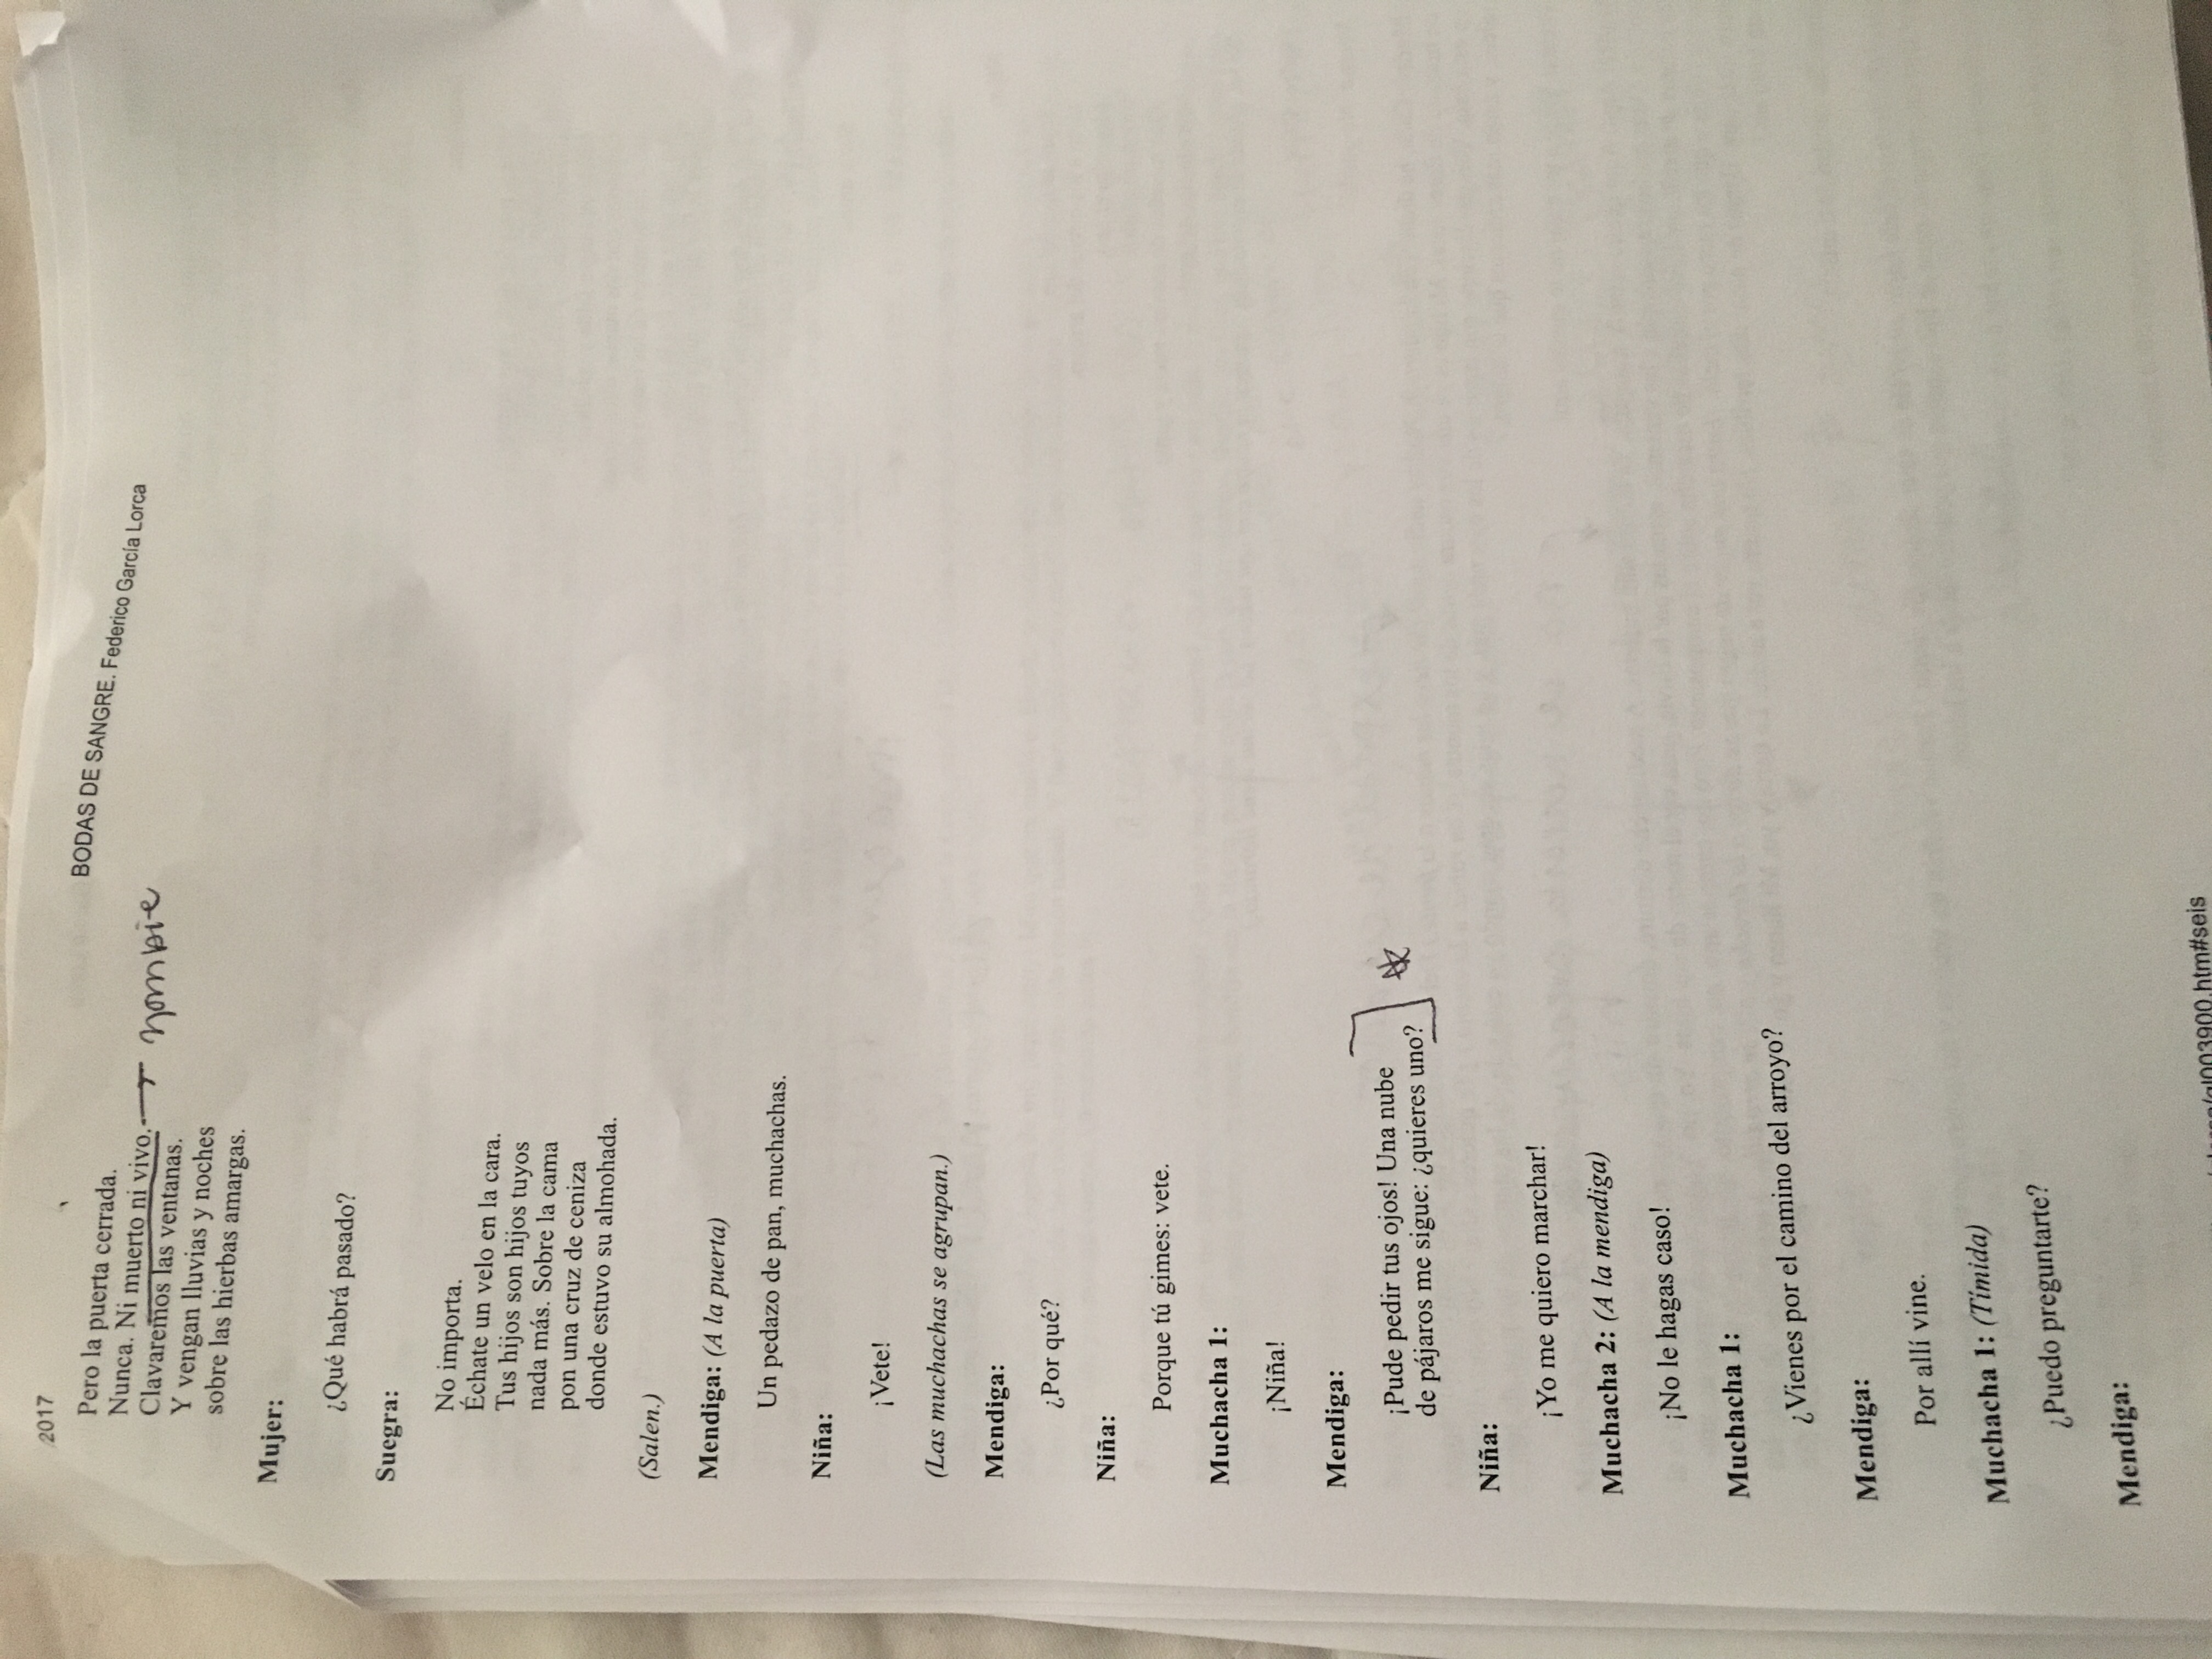 2017
BODAS DE SANGRE. Federico García Lorca
Pero la puerta cerrada.
Nunca. Ni muerto ni vivo. → zombie
Clavaremos las ventanas.
Y vengan lluvias y noches
sobre las hierbas amargas.
Mujer:
¿Qué habrá pasado?
Suegra:
No importa.
Échate un velo en la cara.
Tus hijos son hijos tuyos
nada más. Sobre la cama
pon una cruz de ceniza
donde estuvo su almohada.
(Salen.)
Mendiga: (A la puerta)
Un pedazo de pan, muchachas.
Niña:
¡Vete!
(Las muchachas se agrupan.)
Mendiga:
¿Por qué?
Niña:
Porque tú gimes: vete.
Muchacha 1:
¡Niña!
Mendiga:
¡Pude pedir tus ojos! Una nube
de pájaros me sigue: ¿quieres uno?
Niña:
¡Yo me quiero marchar!
Muchacha 2: (A la mendiga)
¡No le hagas caso!
Muchacha 1:
¿Vienes por el camino del arroyo?
Mendiga:
Por allí vine.
Muchacha 1: (Tímida)
¿Puedo preguntarte?
Mendiga:
003900.htm#seis